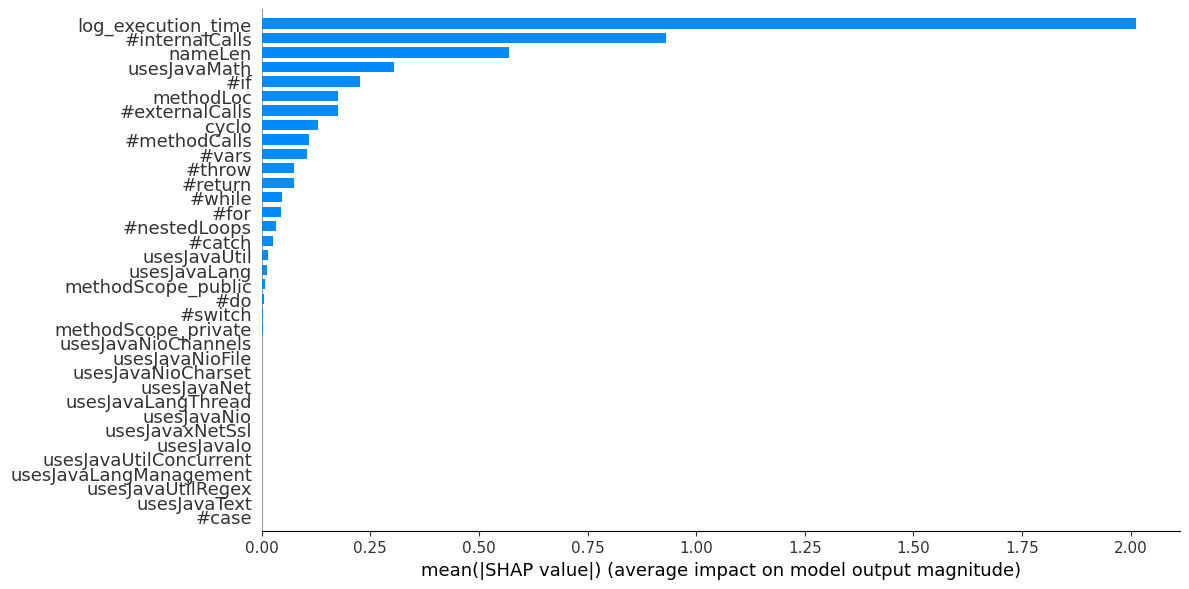 log_execution_time
#internalCalls
nameLen
usesJavaMath
#if
methodLoc
#externalCalls
cyclo
#methodCalls
#vars
#throw
#return
#while
#for
#nestedLoops
#catch
usesJavaUtil
usesJavaLang
methodScope_public
#do
#switch
methodScope_private
usesJavaNioChannels
usesJavaNioFile
usesJavaNioCharset
usesJavaNet
usesJavaLangThread
usesJavaNio
usesJavaxNetSsl
usesJavaIo
usesJavaUtilConcurrent
usesJavaLangManagement
usesJavaUtilRegex
usesJavaText
#case
0.00 0.25 0.50 0.75 1.00 1.25 1.50 1.75 2.00
mean(|SHAP value|) (average impact on model output magnitude)